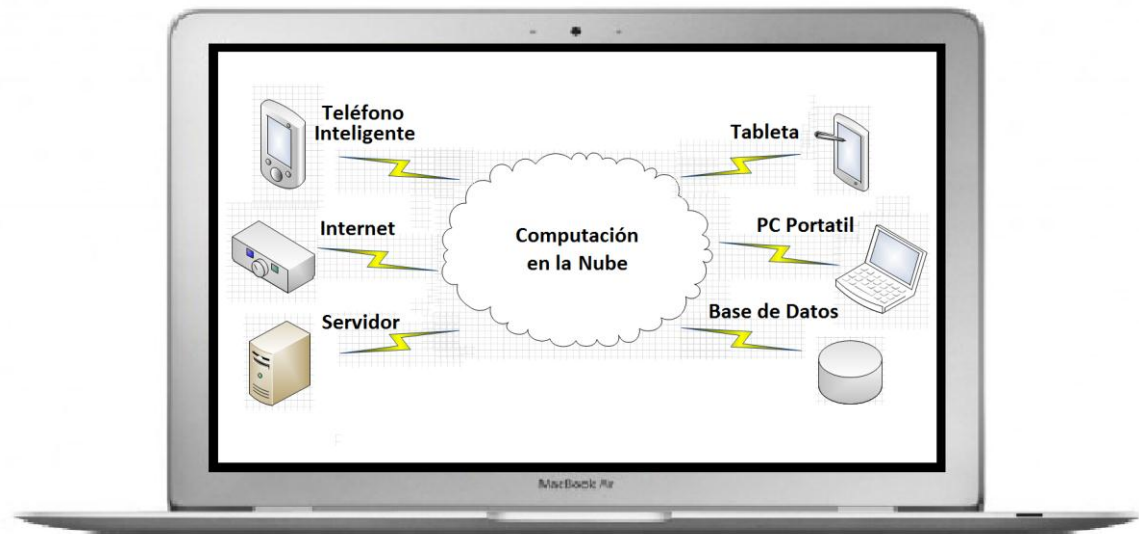 Teléfono
Inteligente
Internet
Servidor
Computación
en la Nube
Tableta
PC Portatil
Base de Datos
MacBook Air